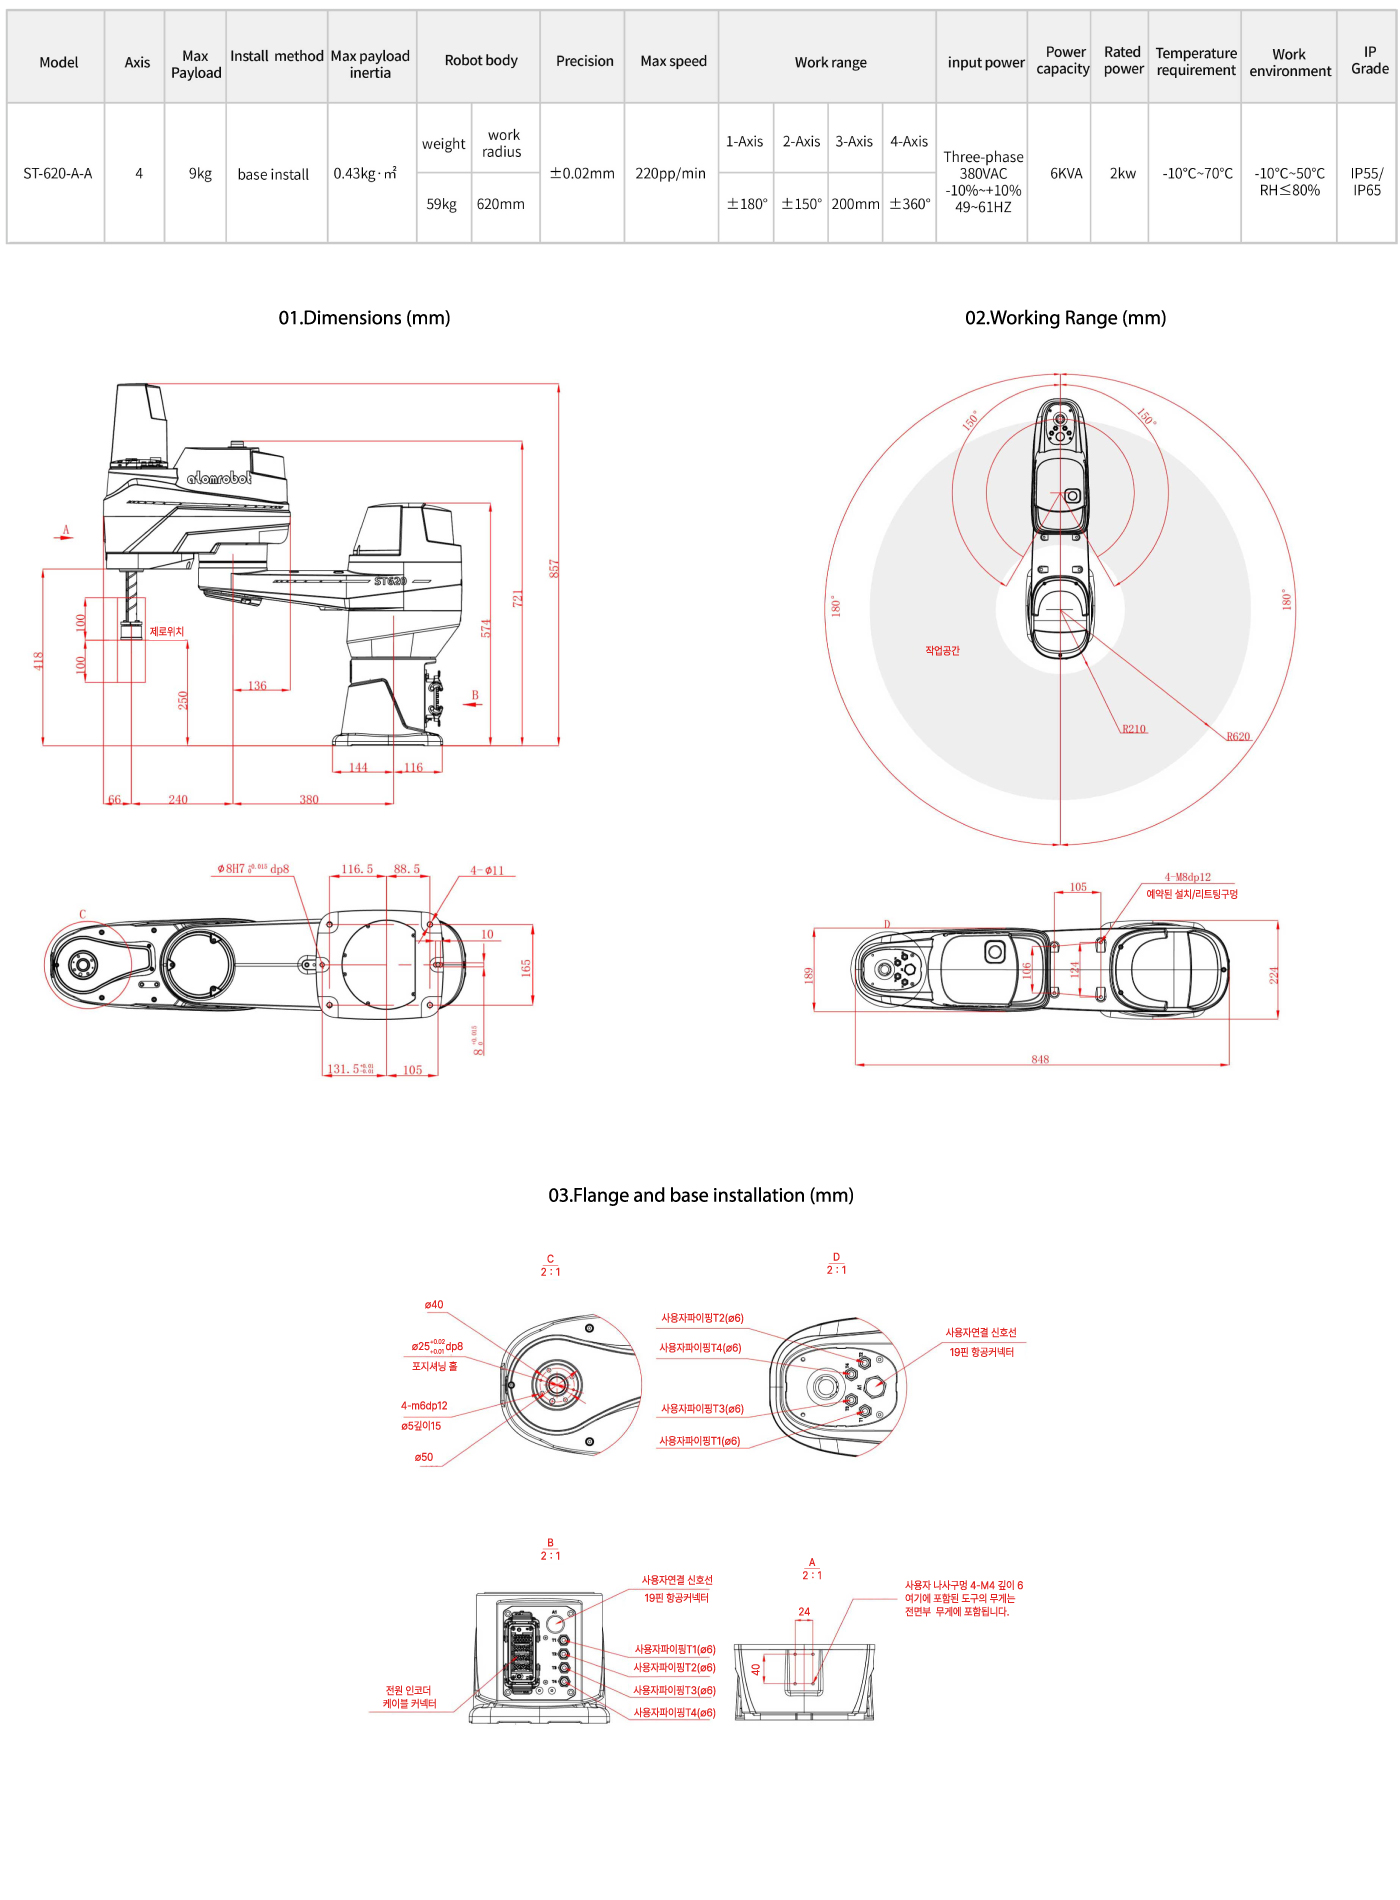 Model
Axis
Max
Payload
Install method
Max payload
inertia
Robot body
Precision
Max speed
Work range
input power
Power
capacity
Rated
power
Temperature
requirement
Work
environment
IP
Grade
ST-620-A-A
4
9kg
base install
0.43kg·㎡
weight
work
radius
59kg
620mm
±0.02mm
220pp/min
1-Axis
2-Axis
3-Axis
4-Axis
±180°
±150°
200mm
±360°
Three-phase
380VAC
-10%~+10%
49~61HZ
6KVA
2kw
-10℃~70℃
-10℃~50℃
RH≤80%
IP55/
IP65
01.Dimensions (mm)
atomrobot
ST620
A
B
제로위치
100
100
418
250
136
574
721
857
144
116
66
240
380
02.Working Range (mm)
150°
150°
180°
180°
작업공간
R210
R620
ϕ8H7 +0.015 0 dp8
116.5
88.5
4-ϕ11
C
10
165
8 +0.015 0
131.5 +0.01 -0.01
105
4-M8dp12
예약된 설치/리트팅구멍
105
D
189
106
124
224
848
03.Flange and base installation (mm)
C
2 : 1
ø40
ø25 +0.02 +0.01 dp8
포지셔닝 홀
4-m6dp12
ø5깊이15
ø50
D
2 : 1
사용자파이핑T2(ø6)
사용자파이핑T4(ø6)
사용자파이핑T3(ø6)
사용자파이핑T1(ø6)
사용자연결 신호선
19핀 항공커넥터
B
2 : 1
사용자연결 신호선
19핀 항공커넥터
A1
T1
T2
T3
T4
사용자파이핑T1(ø6)
사용자파이핑T2(ø6)
사용자파이핑T3(ø6)
사용자파이핑T4(ø6)
전원 인코더
케이블 커넥터
A
2 : 1
24
40
사용자 나사구멍 4-M4 깊이 6
여기에 포함된 도구의 무게는
전면부 무게에 포함됩니다.